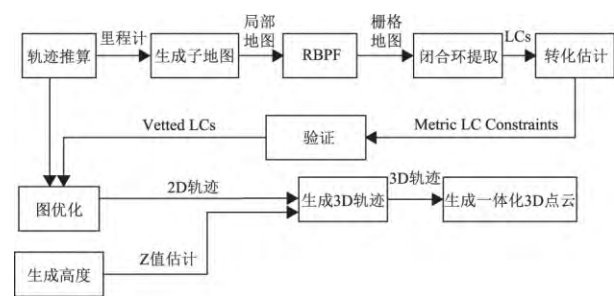 轨迹推算
里程计
生成子地图
局部
地图
RBPF
栅格
地图
闭合环提取
LCs
转化估计
Vetted LCs
验证
Metric LC Constraints
图优化
2D轨迹
生成3D轨迹
3D轨迹
生成一体化3D点云
生成高度
Z值估计